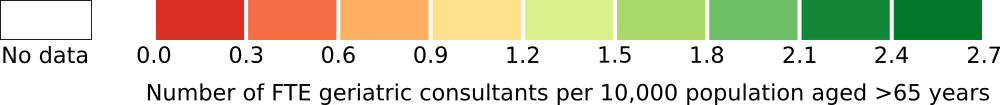 No data 0.0 0.3 0.6 0.9 1.2 1.5 1.8 2.1 2.4 2.7
Number of FTE geriatric consultants per 10,000 population aged >65 years